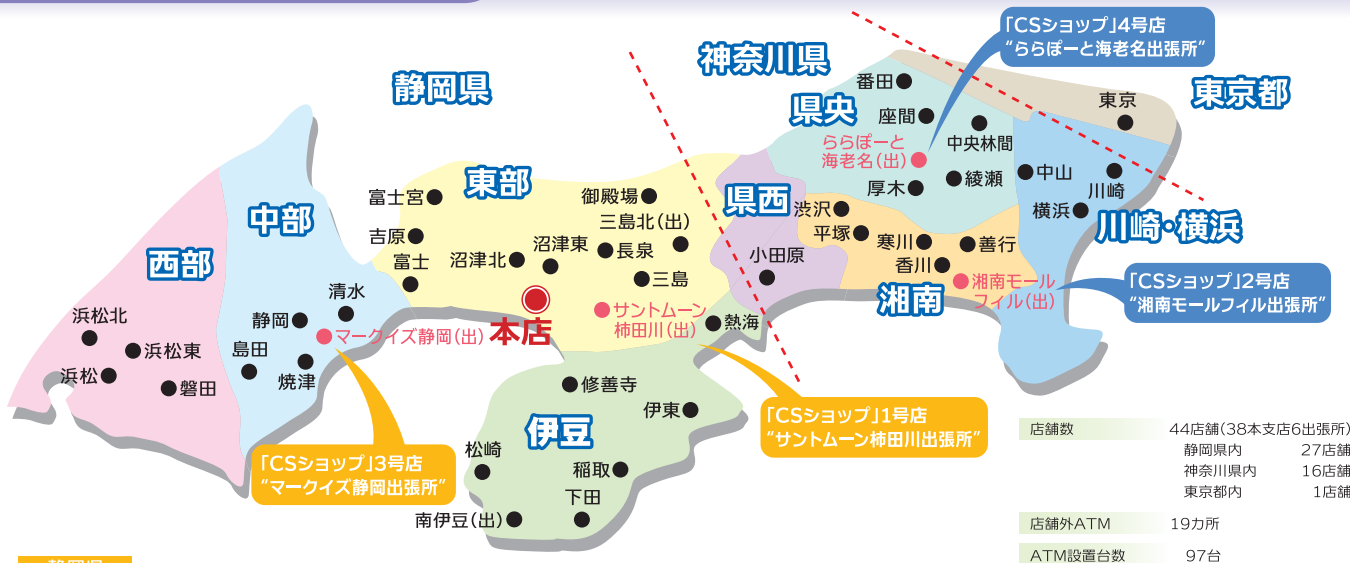 静岡県
神奈川県
東京都
「CSショップ」4号店
“ららぽーと海老名出張所”
県央
番田
座間
中央林間
ららぽーと
海老名(出)
厚木
綾瀬
東京
中山
川崎
横浜
川崎・横浜
県西
小田原
渋沢
平塚
寒川
香川
善行
湘南
湘南モール
フィル(出)
「CSショップ」2号店
“湘南モールフィル出張所”
東部
富士宮
吉原
富士
沼津北
沼津東
御殿場
三島北(出)
長泉
三島
本店
サントムーン
柿田川(出)
熱海
「CSショップ」1号店
“サントムーン柿田川出張所”
中部
清水
静岡
マークイズ静岡(出)
島田
焼津
「CSショップ」3号店
“マークイズ静岡出張所”
西部
浜松北
浜松東
浜松
磐田
伊豆
修善寺
伊東
松崎
稲取
下田
南伊豆(出)
店舗数 44店舗(38本支店6出張所)
静岡県内 27店舗
神奈川県内 16店舗
東京都内 1店舗
店舗外ATM 19カ所
ATM設置台数 97台